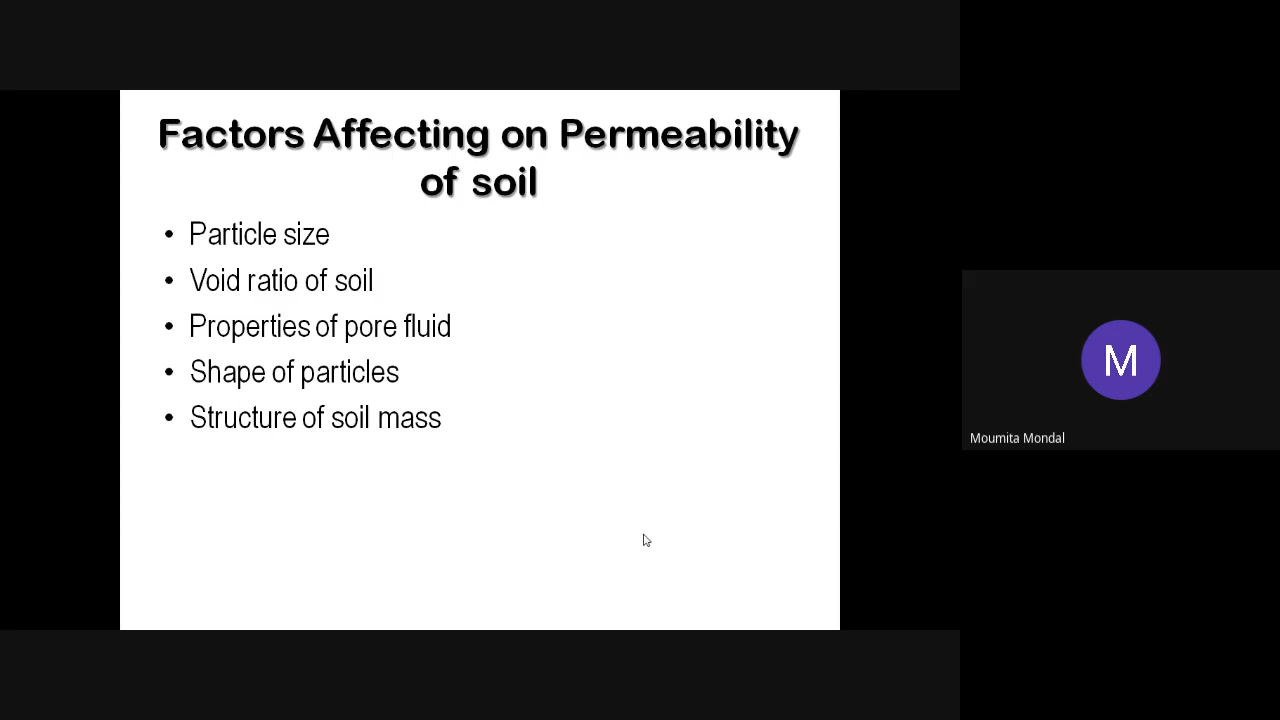 Factors Affecting on Permeability
of soil
• Particle size
• Void ratio of soil
• Properties of pore fluid
• Shape of particles
• Structure of soil mass
M
Moumita Mondal